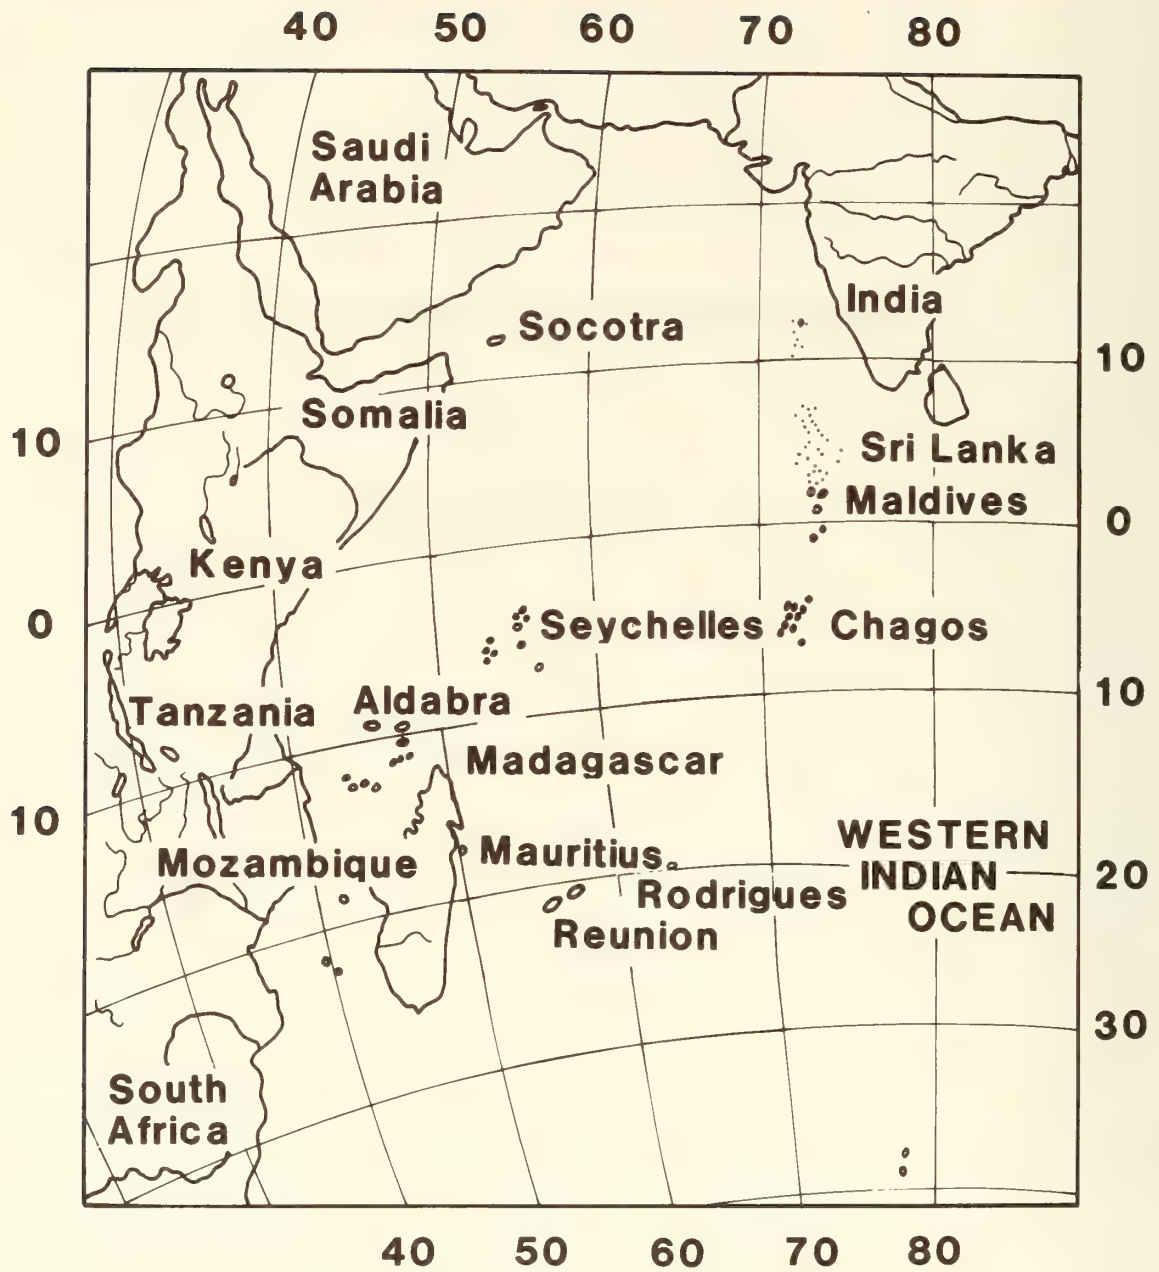 40 50 60 70 80
Saudi
Arabia
India
Socotra
10
Somalia
10
Sri Lanka
Maldives
0
Kenya
0
Seychelles
Chagos
Aldabra
10
Tanzania
Madagascar
10
WESTERN
INDIAN
OCEAN
Mauritius
Mozambique
20
Rodrigues
Reunion
30
South
Africa
40 50 60 70 80